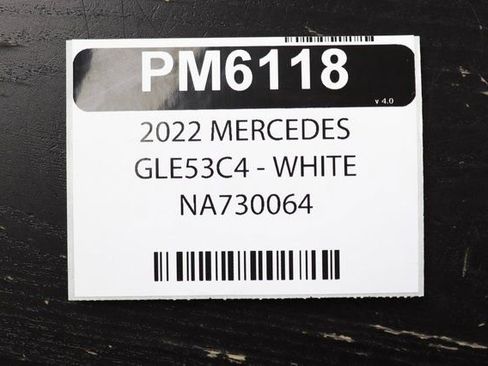 PM6118
v 4.0
2022 MERCEDES
GLE53C4 - WHITE
NA730064